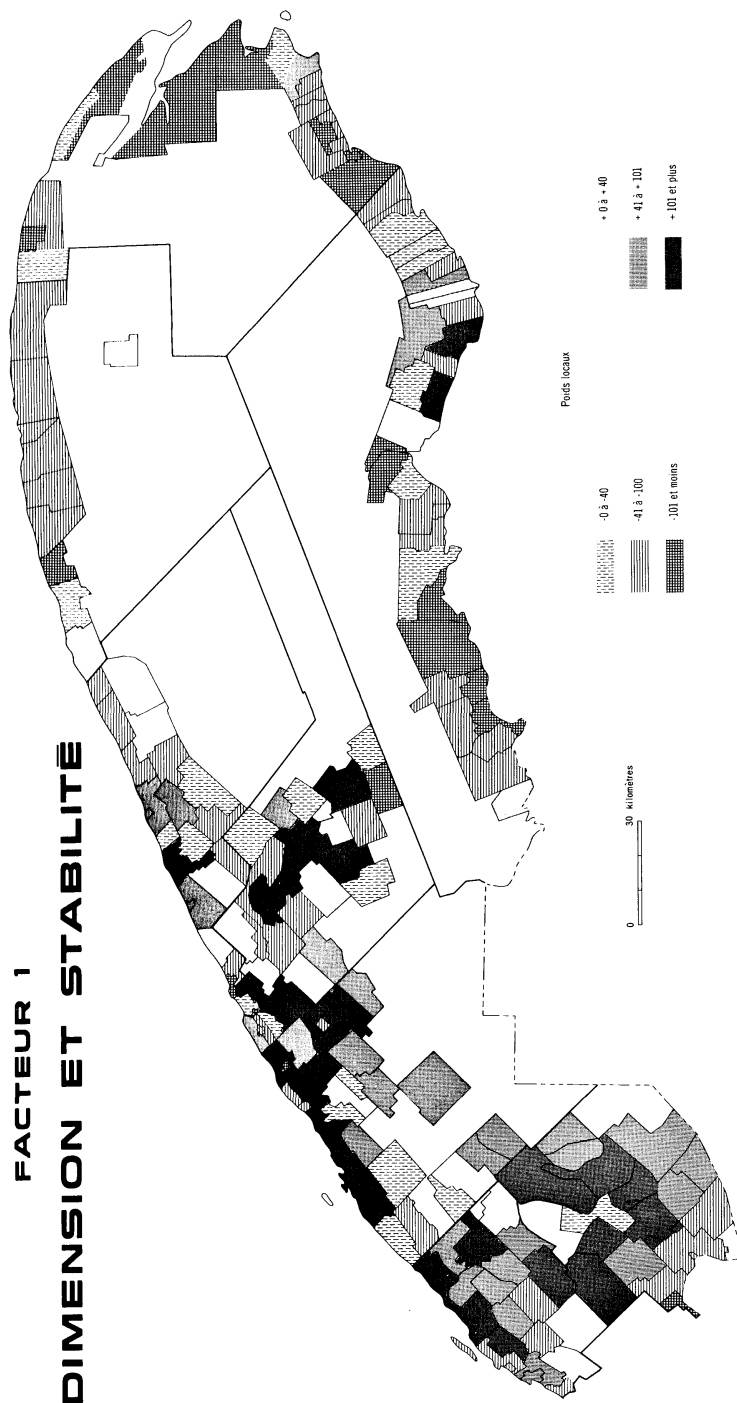 FACTEUR 1
DIMENSION ET STABILITÉ
Poids locaux
-0 à -40
-41 à -100
-101 et moins
+ 0 à + 40
+ 41 à + 101
+ 101 et plus
0 30 kilomètres